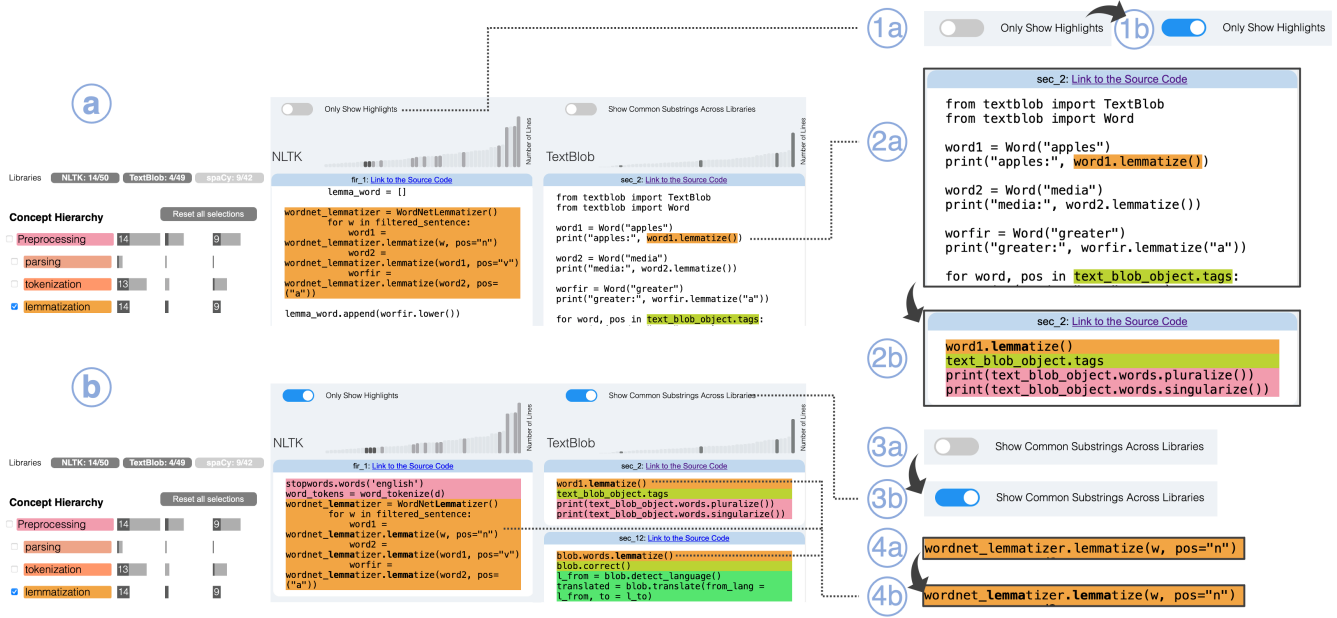 a
Libraries NLTK: 14/50 TextBlob: 4/49 spaCy: 9/42
Concept Hierarchy Reset all selections
Preprocessing 14 9
parsing
tokenization 13
lemmatization 14 9
Only Show Highlights
NLTK
Number of Lines
fir_1: Link to the Source Code
lemma_word = []
wordnet_lemmatizer = WordNetLemmatizer()
for w in filtered_sentence:
word1 =
wordnet_lemmatizer.lemmatize(w, pos="n")
word2 =
wordnet_lemmatizer.lemmatize(word1, pos="v")
worfir =
wordnet_lemmatizer.lemmatize(word2, pos=
("a"))
lemma_word.append(worfir.lower())
Show Common Substrings Across Libraries
TextBlob
Number of Lines
sec_2: Link to the Source Code
from textblob import TextBlob
from textblob import Word
word1 = Word("apples")
print("apples:", word1.lemmatize())
word2 = Word("media")
print("media:", word2.lemmatize())
worfir = Word("greater")
print("greater:", worfir.lemmatize("a"))
for word, pos in text_blob_object.tags:
b
Libraries NLTK: 14/50 TextBlob: 4/49 spaCy: 9/42
Concept Hierarchy Reset all selections
Preprocessing 14 9
parsing
tokenization 13
lemmatization 14 9
Only Show Highlights
NLTK
Number of Lines
fir_1: Link to the Source Code
stopwords.words('english')
word_tokens = word_tokenize(d)
wordnet_lemmatizer = WordNetLemmatizer()
for w in filtered_sentence:
word1 =
wordnet_lemmatizer.lemmatize(w, pos="n")
word2 =
wordnet_lemmatizer.lemmatize(word1, pos="v")
worfir =
wordnet_lemmatizer.lemmatize(word2, pos=
("a"))
Show Common Substrings Across Libraries
TextBlob
Number of Lines
sec_2: Link to the Source Code
word1.lemmatize()
text_blob_object.tags
print(text_blob_object.words.pluralize())
print(text_blob_object.words.singularize())
sec_12: Link to the Source Code
blob.words.lemmatize()
blob.correct()
l_from = blob.detect_language()
translated = blob.translate(from_lang =
l_from, to = l_to)
1a Only Show Highlights 1b Only Show Highlights
2a
sec_2: Link to the Source Code
from textblob import TextBlob
from textblob import Word
word1 = Word("apples")
print("apples:", word1.lemmatize())
word2 = Word("media")
print("media:", word2.lemmatize())
worfir = Word("greater")
print("greater:", worfir.lemmatize("a"))
for word, pos in text_blob_object.tags:
2b
sec_2: Link to the Source Code
word1.lemmatize()
text_blob_object.tags
print(text_blob_object.words.pluralize())
print(text_blob_object.words.singularize())
3a Show Common Substrings Across Libraries
3b Show Common Substrings Across Libraries
4a wordnet_lemmatizer.lemmatize(w, pos="n")
4b wordnet_lemmatizer.lemmatize(w, pos="n")